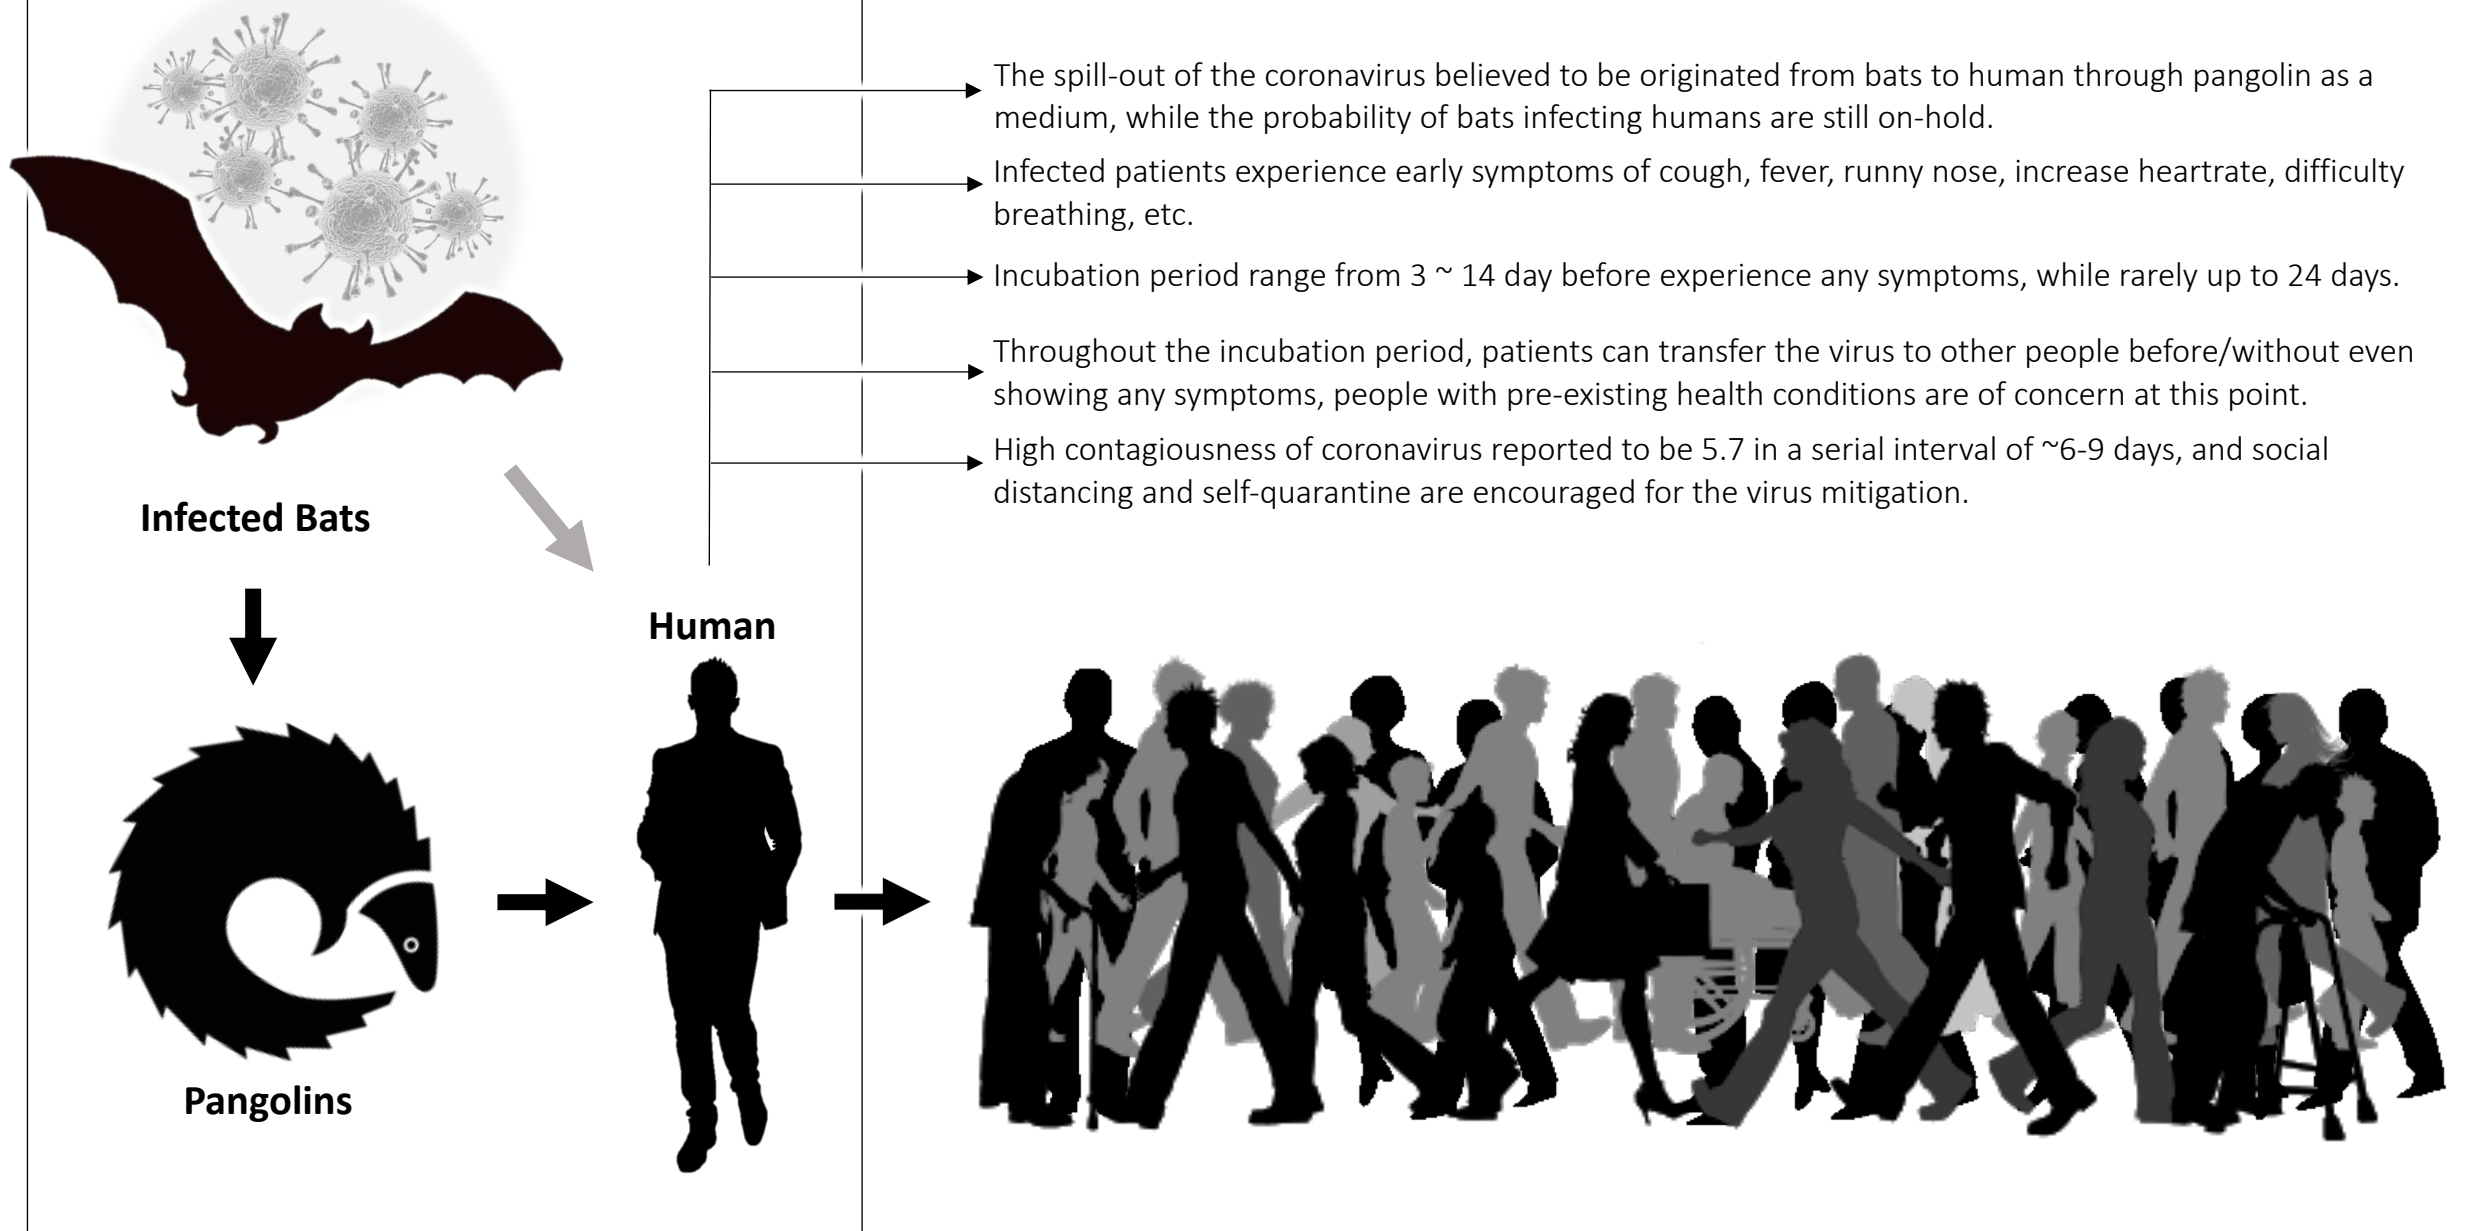 The spill-out of the coronavirus believed to be originated from bats to human through pangolin as a
medium, while the probability of bats infecting humans are still on-hold.
Infected patients experience early symptoms of cough, fever, runny nose, increase heartrate, difficulty
breathing, etc.
Incubation period range from 3 ~ 14 day before experience any symptoms, while rarely up to 24 days.
Throughout the incubation period, patients can transfer the virus to other people before/without even
showing any symptoms, people with pre-existing health conditions are of concern at this point.
High contagiousness of coronavirus reported to be 5.7 in a serial interval of ~6-9 days, and social
distancing and self-quarantine are encouraged for the virus mitigation.
Infected Bats
Human
Pangolins